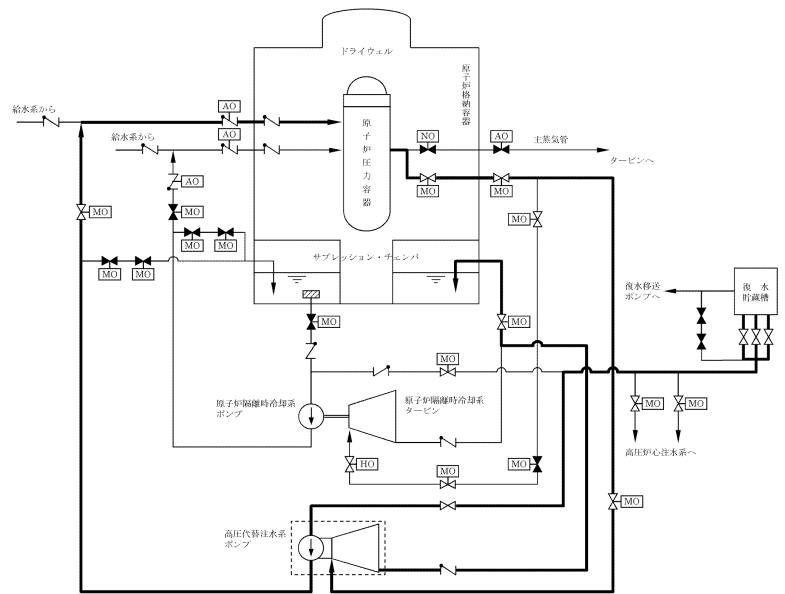 ドライウェル
原子炉格納容器
給水系から
AO
給水系から
AO
原子炉圧力容器
NO
AO
主蒸気管
タービンへ
MO
MO
AO
MO
MO
MO
MO
MO
MO
MO
サプレッション・チェンバ
復水移送
ポンプへ
復水
貯蔵槽
MO
MO
MO
原子炉隔離時冷却系
ポンプ
原子炉隔離時冷却系
タービン
MO
MO
高圧炉心注水系へ
HO
MO
MO
MO
高圧代替注水系
ポンプ